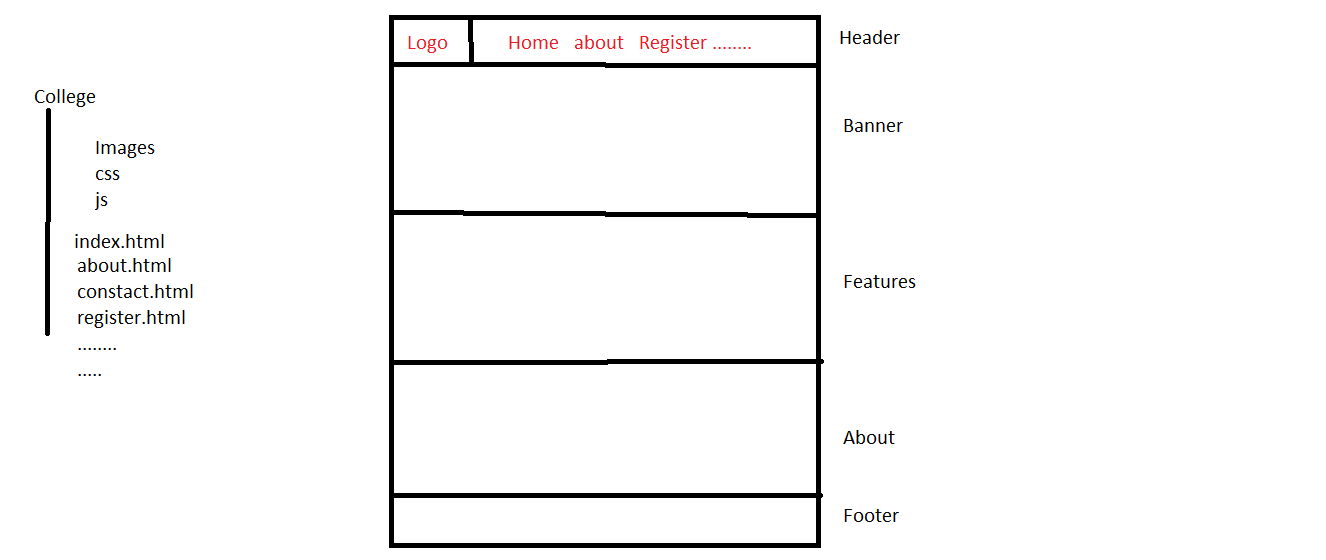 College
Images
css
js
index.html
about.html
constact.html
register.html
........
.....
Logo
Home about Register ........
Header
Banner
Features
About
Footer